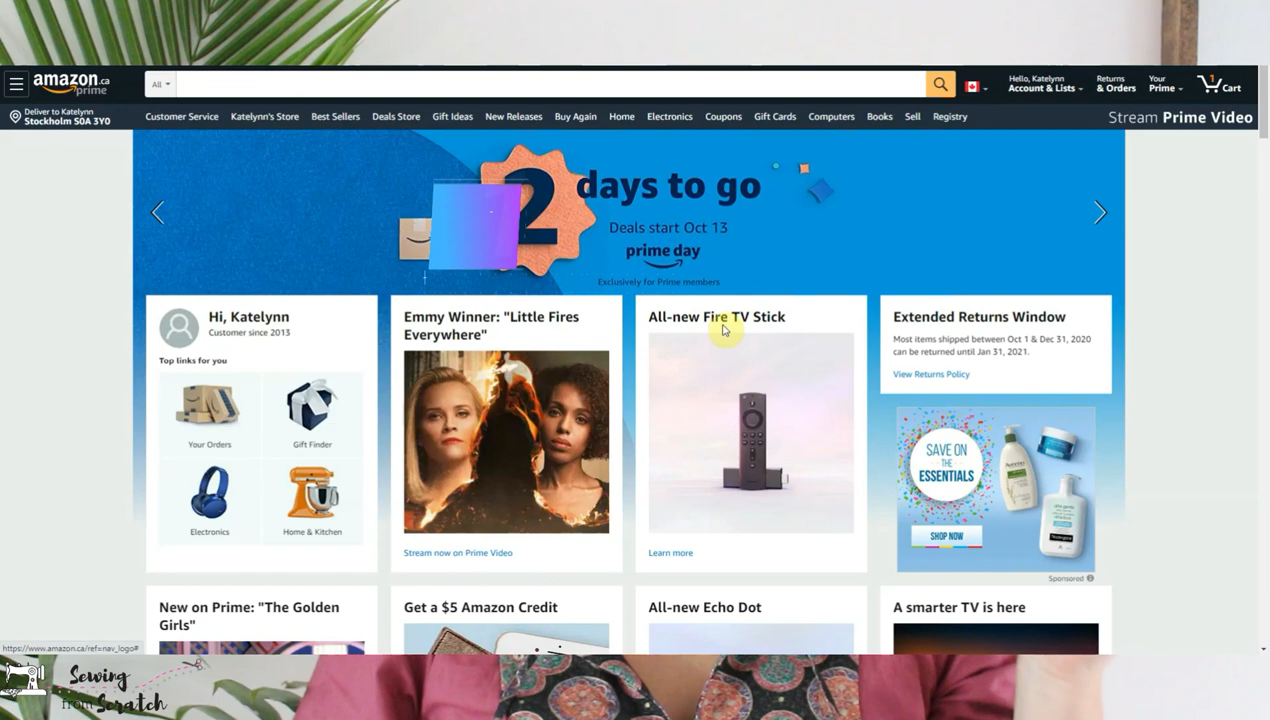 amazon.ca
prime
All
Hello, Katelynn
Account & Lists
Returns
& Orders
Your
Prime
1
Cart
Deliver to Katelynn
Stockholm S0A 3Y0
Customer Service
Katelynn's Store
Best Sellers
Deals Store
Gift Ideas
New Releases
Buy Again
Home
Electronics
Coupons
Gift Cards
Computers
Books
Sell
Registry
Stream Prime Video
2 days to go
Deals start Oct 13
prime day
Exclusively for Prime members
Hi, Katelynn
Customer since 2013
Top links for you
Your Orders
Gift Finder
Electronics
Home & Kitchen
Emmy Winner: "Little Fires
Everywhere"
Stream now on Prime Video
All-new Fire TV Stick
Learn more
Extended Returns Window
Most items shipped between Oct 1 & Dec 31, 2020
can be returned until Jan 31, 2021.
View Returns Policy
SAVE ON
THE
ESSENTIALS
SHOP NOW
Aveeno
Neutrogena
Sponsored
New on Prime: "The Golden
Girls"
Get a $5 Amazon Credit
All-new Echo Dot
A smarter TV is here
https://www.amazon.ca/ref=nav_logo#
Sewing
from
Scratch